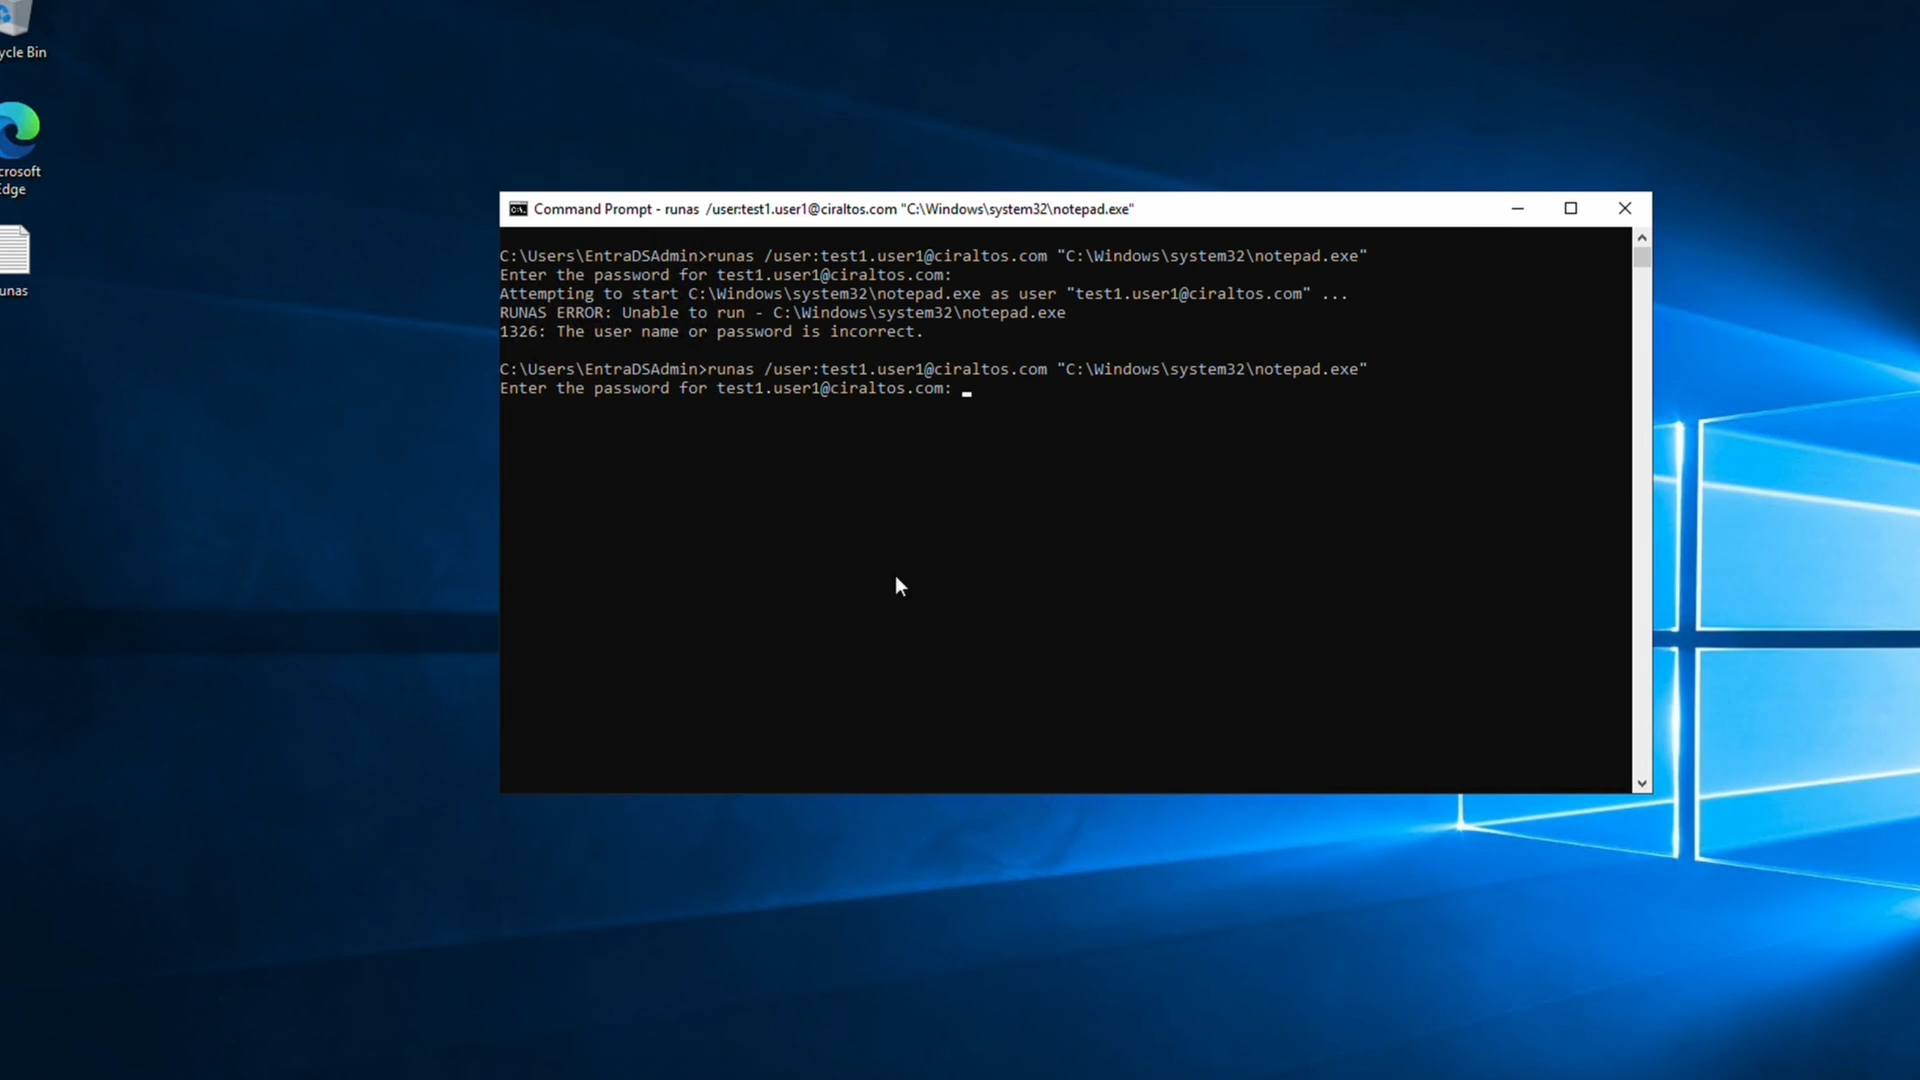 ycle Bin
crosoft
Edge
unas
Command Prompt - runas  /user:test1.user1@ciraltos.com "C:\Windows\system32\notepad.exe"
C:\Users\EntraDSAdmin>runas /user:test1.user1@ciraltos.com "C:\Windows\system32\notepad.exe"
Enter the password for test1.user1@ciraltos.com:
Attempting to start C:\Windows\system32\notepad.exe as user "test1.user1@ciraltos.com" ...
RUNAS ERROR: Unable to run - C:\Windows\system32\notepad.exe
1326: The user name or password is incorrect.
C:\Users\EntraDSAdmin>runas /user:test1.user1@ciraltos.com "C:\Windows\system32\notepad.exe"
Enter the password for test1.user1@ciraltos.com: